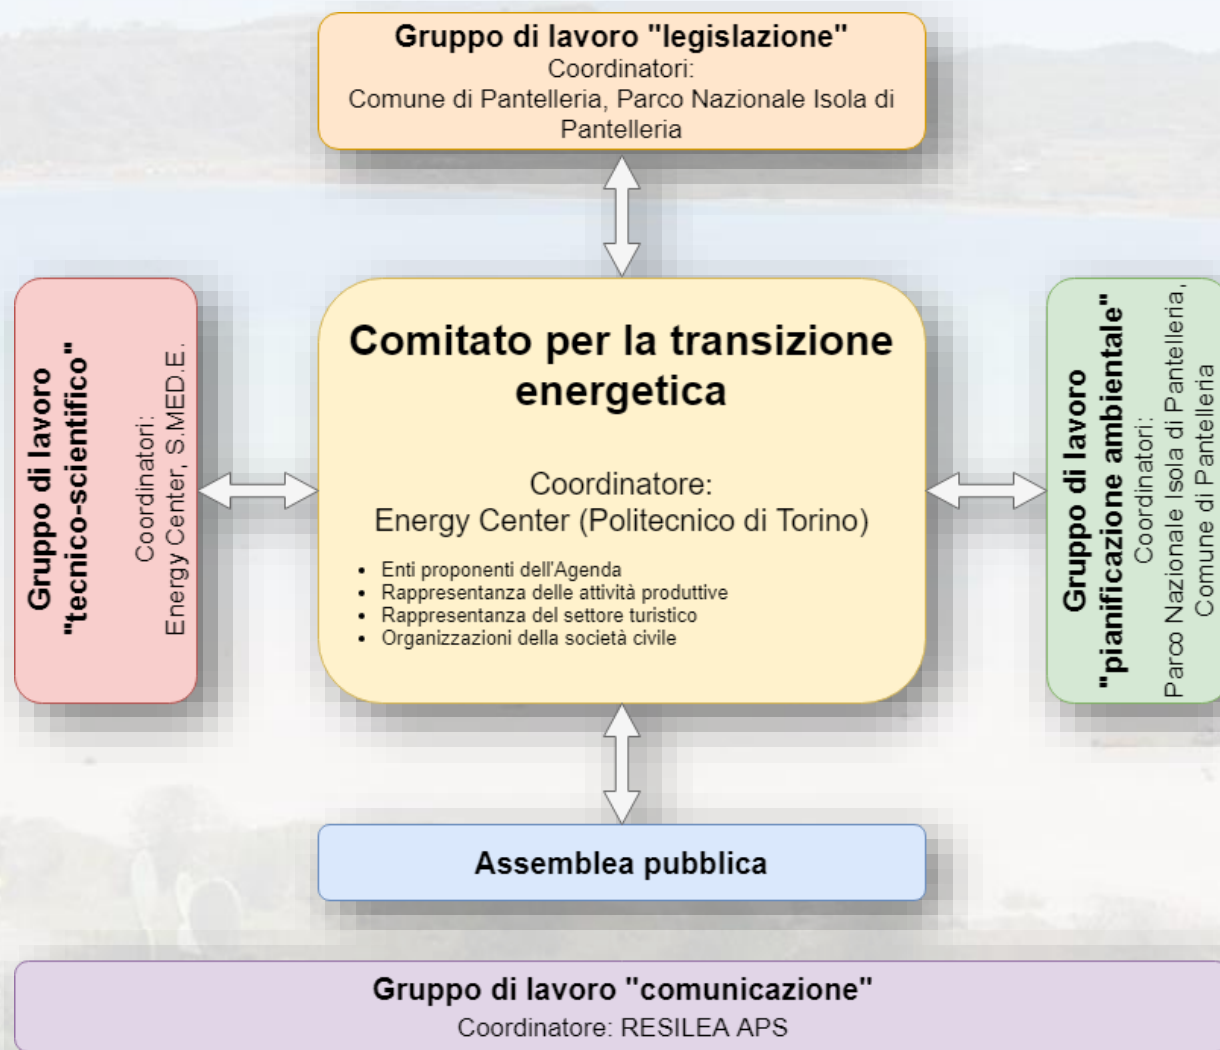 Gruppo di lavoro "legislazione"
Coordinatori:
Comune di Pantelleria, Parco Nazionale Isola di
Pantelleria
Gruppo di lavoro
"tecnico-scientifico"
Coordinatori:
Energy Center, S.MED.E.
Comitato per la transizione
energetica
Coordinatore:
Energy Center (Politecnico di Torino)
• Enti proponenti dell'Agenda
• Rappresentanza delle attività produttive
• Rappresentanza del settore turistico
• Organizzazioni della società civile
Gruppo di lavoro
"pianificazione ambientale"
Coordinatori:
Parco Nazionale Isola di Pantelleria,
Comune di Pantelleria
Assemblea pubblica
Gruppo di lavoro "comunicazione"
Coordinatore: RESILEA APS